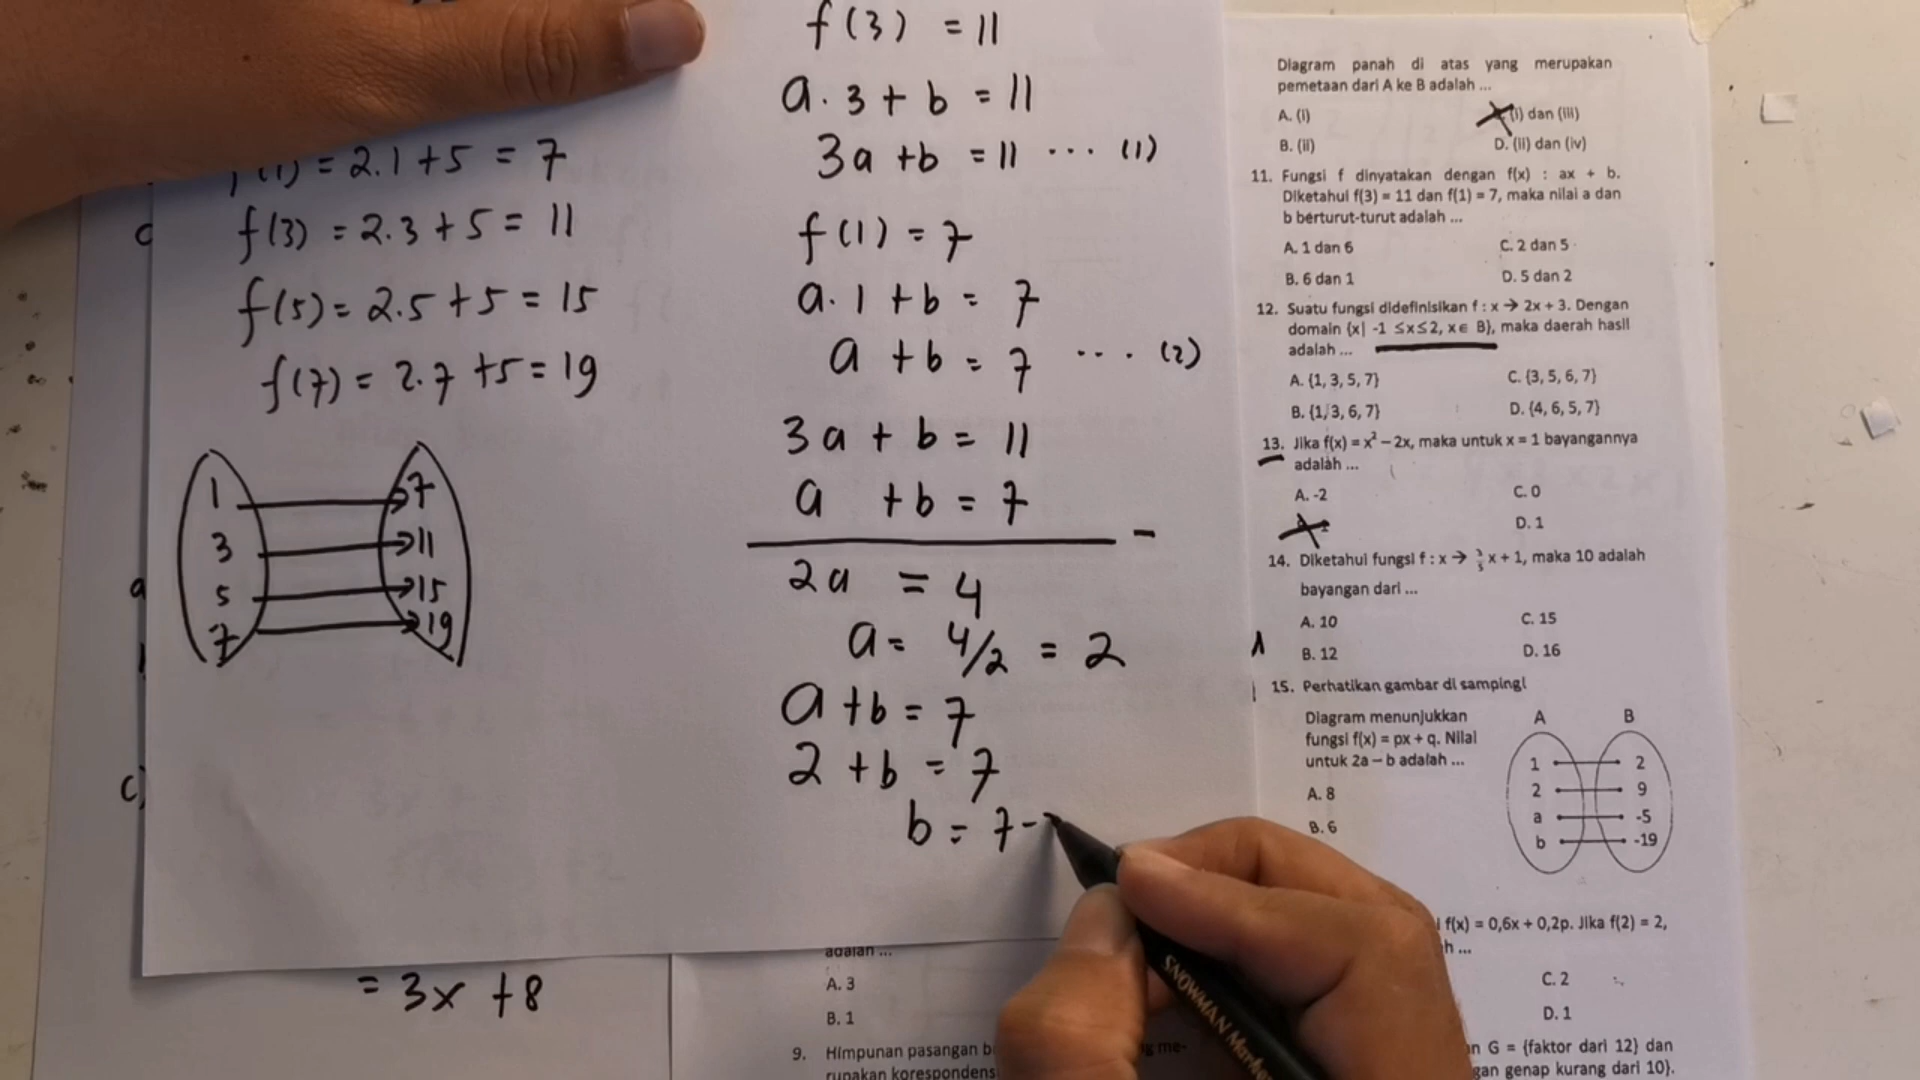 f(1) = 2.1 + 5 = 7
f(3) = 2.3 + 5 = 11
f(5) = 2.5 + 5 = 15
f(7) = 2.7 + 5 = 19
1 7
3 11
5 15
7 19
a
c)
= 3x + 8
f(3) = 11
a. 3 + b = 11
3a + b = 11 ... (1)
f(1) = 7
a. 1 + b = 7
a + b = 7 .... (2)
3a + b = 11
a + b = 7
-
2a = 4
a = 4/2 = 2
a + b = 7
2 + b = 7
b = 7 -
adalah ...
A. 3
B. 1
9. Himpunan pasangan me-
rupakan
Diagram panah di atas yang merupakan
pemetaan dari A ke B adalah ...
A. (i) (i) dan (iii)
B. (ii) D. (ii) dan (iv)
11. Fungsi f dinyatakan dengan f(x) : ax + b.
Diketahui f(3) = 11 dan f(1) = 7, maka nilai a dan
b berturut-turut adalah ...
A. 1 dan 6 C. 2 dan 5
B. 6 dan 1 D. 5 dan 2
12. Suatu fungsi didefinisikan f : x → 2x + 3. Dengan
domain {x| -1 ≤x≤2, x∈ B}, maka daerah hasil
adalah ...
A. {1, 3, 5, 7} C. {3, 5, 6, 7}
B. {1, 3, 6, 7} D. {4, 6, 5, 7}
13. Jika f(x) = x² – 2x, maka untuk x = 1 bayangannya
adalah ...
A. -2 C. 0
D. 1
14. Diketahui fungsi f : x → x + 1, maka 10 adalah
bayangan dari ...
A. 10 C. 15
B. 12 D. 16
15. Perhatikan gambar di samping!
Diagram menunjukkan
fungsi f(x) = px + q. Nilai
untuk 2a – b adalah ...
A. 8
B. 6
A B
1 2
2 9
a -5
b -19
f(x) = 0,6x + 0,2p. Jika f(2) = 2,
C. 2
D. 1
G = {faktor dari 12} dan
genap kurang dari 10}.
SNOWMAN Marker